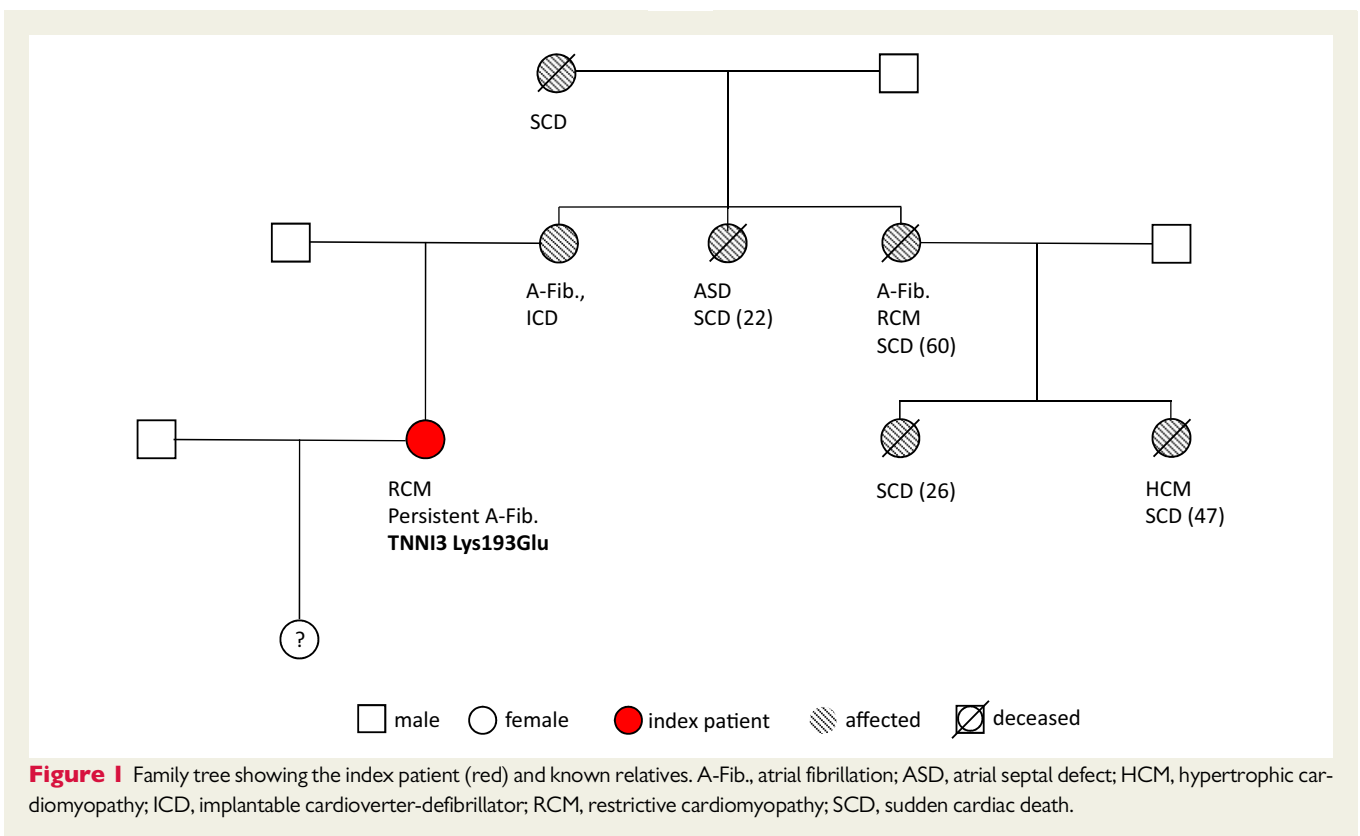 SCD
A-Fib.,
ICD
ASD
SCD (22)
A-Fib.
RCM
SCD (60)
RCM
Persistent A-Fib.
TNNI3 Lys193Glu
SCD (26)
HCM
SCD (47)
?
male female index patient affected deceased
Figure 1 Family tree showing the index patient (red) and known relatives. A-Fib., atrial fibrillation; ASD, atrial septal defect; HCM, hypertrophic car-
diomyopathy; ICD, implantable cardioverter-defibrillator; RCM, restrictive cardiomyopathy; SCD, sudden cardiac death.